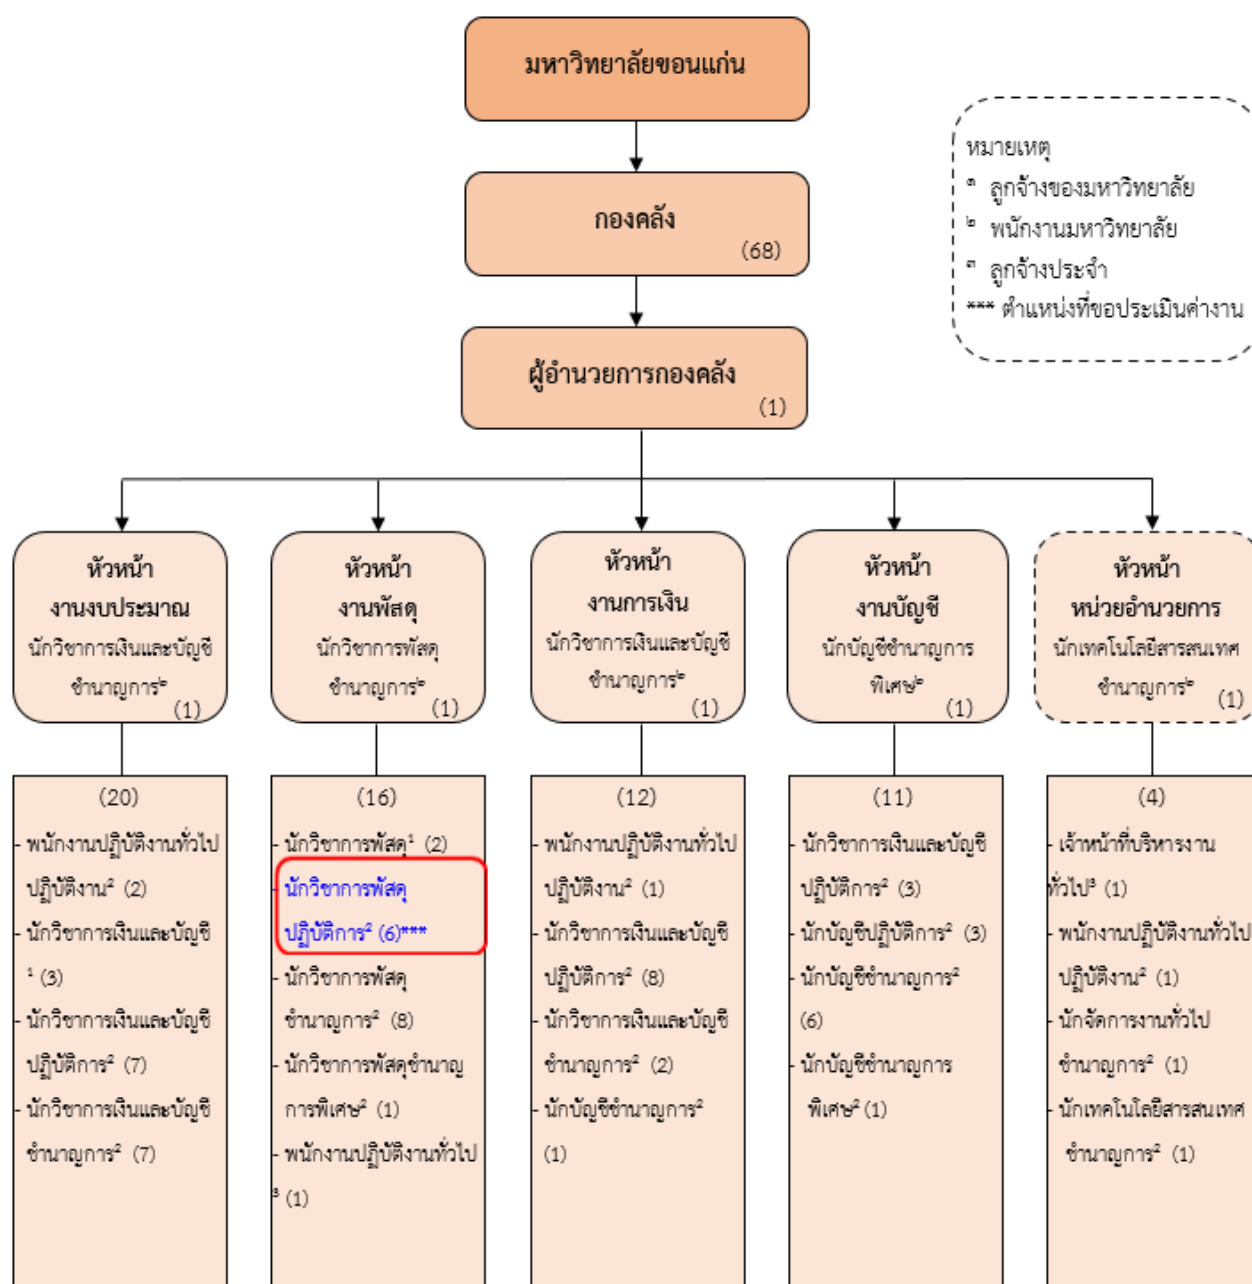 มหาวิทยาลัยขอนแก่น
กองคลัง
(68)
ผู้อำนวยการกองคลัง
(1)
หมายเหตุ
๑ ลูกจ้างของมหาวิทยาลัย
๒ พนักงานมหาวิทยาลัย
๓ ลูกจ้างประจำ
*** ตำแหน่งที่ขอประเมินค่างาน
หัวหน้า
งานงบประมาณ
นักวิชาการเงินและบัญชี
ชำนาญการ๒
(1)
หัวหน้า
งานพัสดุ
นักวิชาการพัสดุ
ชำนาญการ๒
(1)
หัวหน้า
งานการเงิน
นักวิชาการเงินและบัญชี
ชำนาญการ๒
(1)
หัวหน้า
งานบัญชี
นักบัญชีชำนาญการ
พิเศษ๒
(1)
หัวหน้า
หน่วยอำนวยการ
นักเทคโนโลยีสารสนเทศ
ชำนาญการ๒
(1)
(20)
- พนักงานปฏิบัติงานทั่วไป
ปฏิบัติงาน² (2)
- นักวิชาการเงินและบัญชี
¹ (3)
- นักวิชาการเงินและบัญชี
ปฏิบัติการ² (7)
- นักวิชาการเงินและบัญชี
ชำนาญการ² (7)
(16)
- นักวิชาการพัสดุ¹ (2)
- นักวิชาการพัสดุ
ปฏิบัติการ² (6)***
- นักวิชาการพัสดุ
ชำนาญการ² (8)
- นักวิชาการพัสดุชำนาญ
การพิเศษ² (1)
- พนักงานปฏิบัติงานทั่วไป
³ (1)
(12)
- พนักงานปฏิบัติงานทั่วไป
ปฏิบัติงาน² (1)
- นักวิชาการเงินและบัญชี
ปฏิบัติการ² (8)
- นักวิชาการเงินและบัญชี
ชำนาญการ² (2)
- นักบัญชีชำนาญการ²
(1)
(11)
- นักวิชาการเงินและบัญชี
ปฏิบัติการ² (3)
- นักบัญชีปฏิบัติการ² (3)
- นักบัญชีชำนาญการ²
(6)
- นักบัญชีชำนาญการ
พิเศษ² (1)
(4)
- เจ้าหน้าที่บริหารงาน
ทั่วไป³ (1)
- พนักงานปฏิบัติงานทั่วไป
ปฏิบัติงาน² (1)
- นักจัดการงานทั่วไป
ชำนาญการ² (1)
- นักเทคโนโลยีสารสนเทศ
ชำนาญการ² (1)